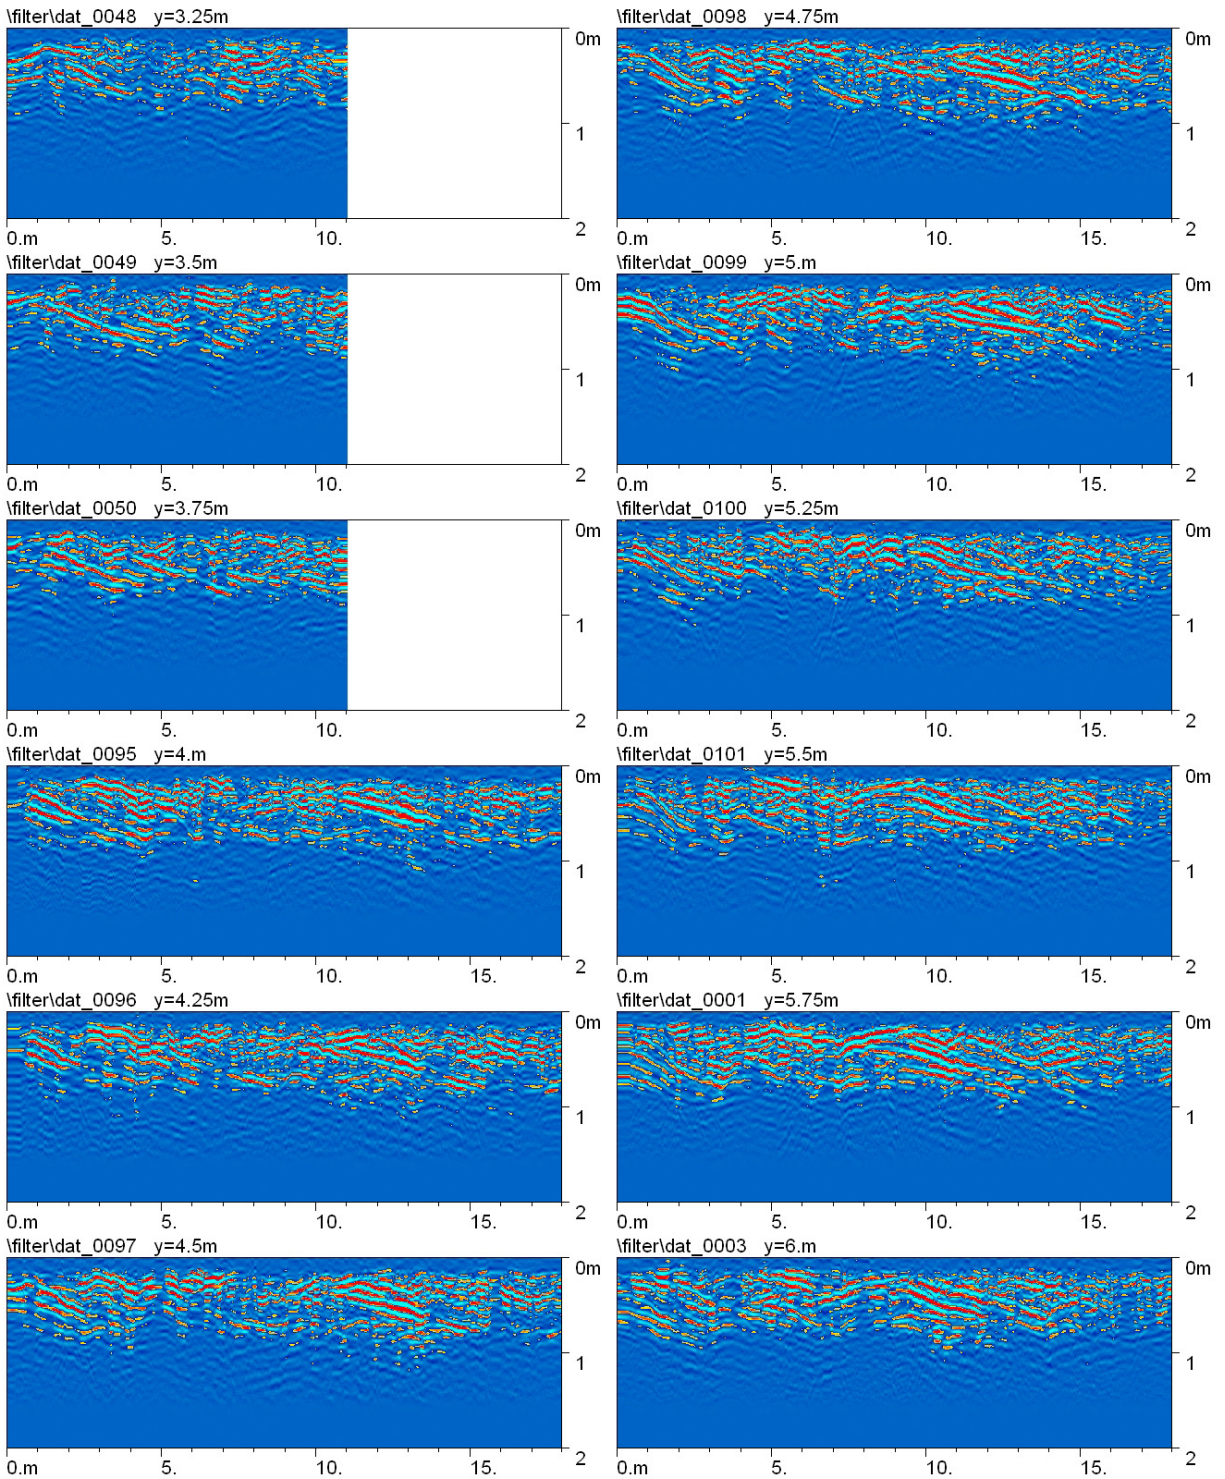 \filter\dat_0048 y=3.25m
0m
1
2
0.m 5. 10.
\filter\dat_0049 y=3.5m
0m
1
2
0.m 5. 10.
\filter\dat_0050 y=3.75m
0m
1
2
0.m 5. 10.
\filter\dat_0095 y=4.m
0m
1
2
0.m 5. 10. 15.
\filter\dat_0096 y=4.25m
0m
1
2
0.m 5. 10. 15.
\filter\dat_0097 y=4.5m
0m
1
2
0.m 5. 10. 15.
\filter\dat_0098 y=4.75m
0m
1
2
0.m 5. 10. 15.
\filter\dat_0099 y=5.m
0m
1
2
0.m 5. 10. 15.
\filter\dat_0100 y=5.25m
0m
1
2
0.m 5. 10. 15.
\filter\dat_0101 y=5.5m
0m
1
2
0.m 5. 10. 15.
\filter\dat_0001 y=5.75m
0m
1
2
0.m 5. 10. 15.
\filter\dat_0003 y=6.m
0m
1
2
0.m 5. 10. 15.